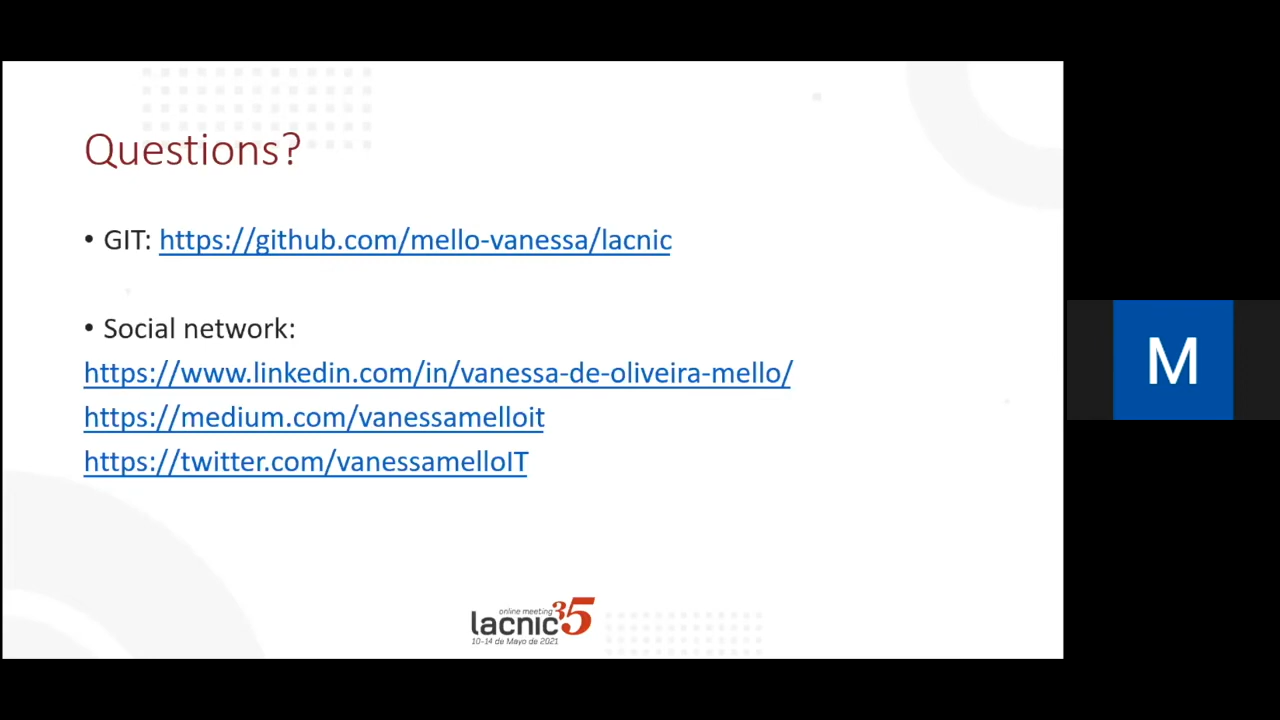 Questions?
• GIT: https://github.com/mello-vanessa/lacnic
• Social network:
https://www.linkedin.com/in/vanessa-de-oliveira-mello/
https://medium.com/vanessamelloit
https://twitter.com/vanessamelloIT
M
online meeting
lacnic35
10-14 de Mayo de 2021